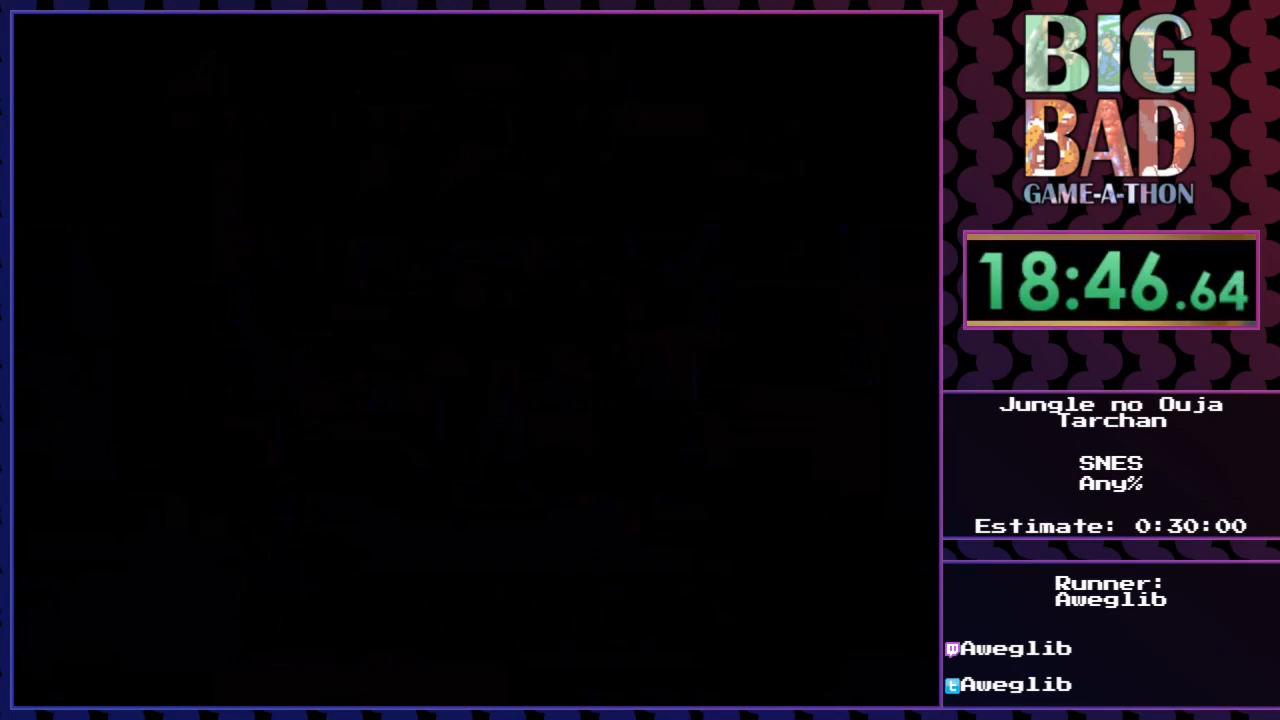 BIG
BAD
GAME-A-THON
18:46.64
Jungle no Ouja
Tarchan
SNES
Any%
Estimate: 0:30:00
Runner:
Aweglib
Aweglib
Aweglib